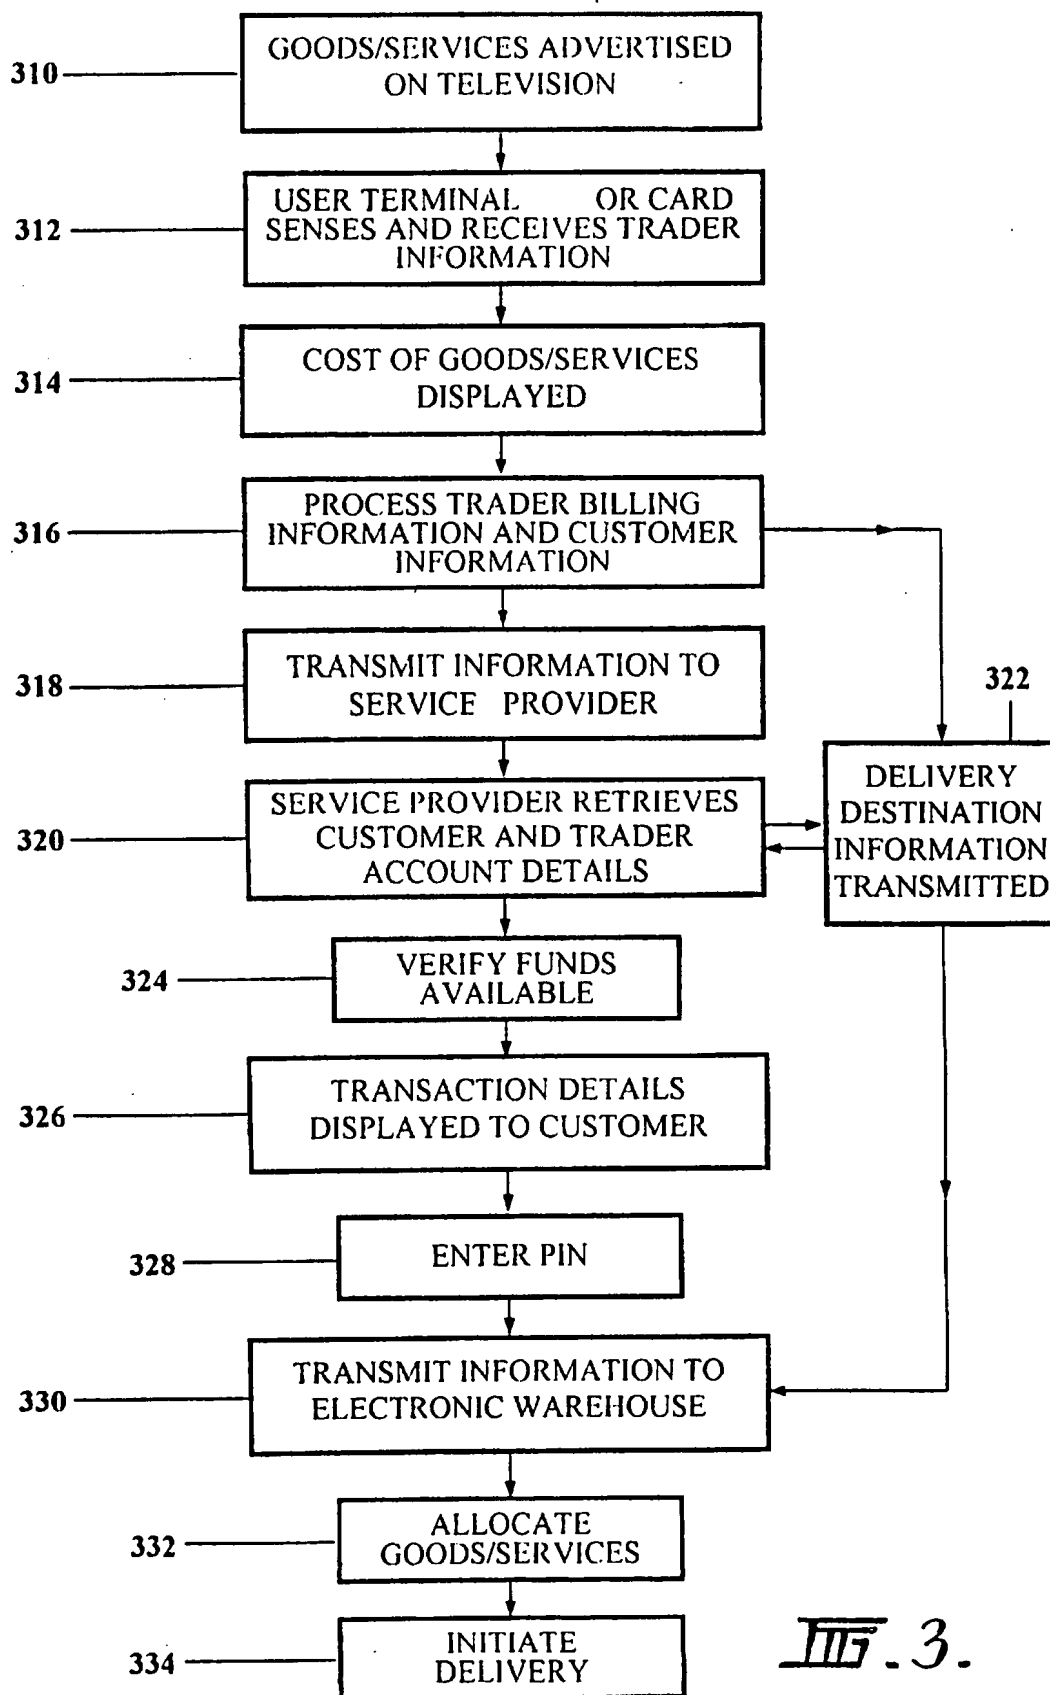 GOODS/SERVICES ADVERTISED
ON TELEVISION
310
USER TERMINAL OR CARD
SENSES AND RECEIVES TRADER
INFORMATION
312
COST OF GOODS/SERVICES
DISPLAYED
314
PROCESS TRADER BILLING
INFORMATION AND CUSTOMER
INFORMATION
316
TRANSMIT INFORMATION TO
SERVICE PROVIDER
318
322
DELIVERY
DESTINATION
INFORMATION
TRANSMITTED
SERVICE PROVIDER RETRIEVES
CUSTOMER AND TRADER
ACCOUNT DETAILS
320
VERIFY FUNDS
AVAILABLE
324
TRANSACTION DETAILS
DISPLAYED TO CUSTOMER
326
ENTER PIN
328
TRANSMIT INFORMATION TO
ELECTRONIC WAREHOUSE
330
ALLOCATE
GOODS/SERVICES
332
INITIATE
DELIVERY
334
FIG. 3.